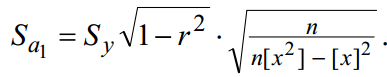 S_{a_1} = S_y \sqrt{1 - r^2} \cdot \sqrt{\frac{n}{n[x^2] - [x]^2}}.